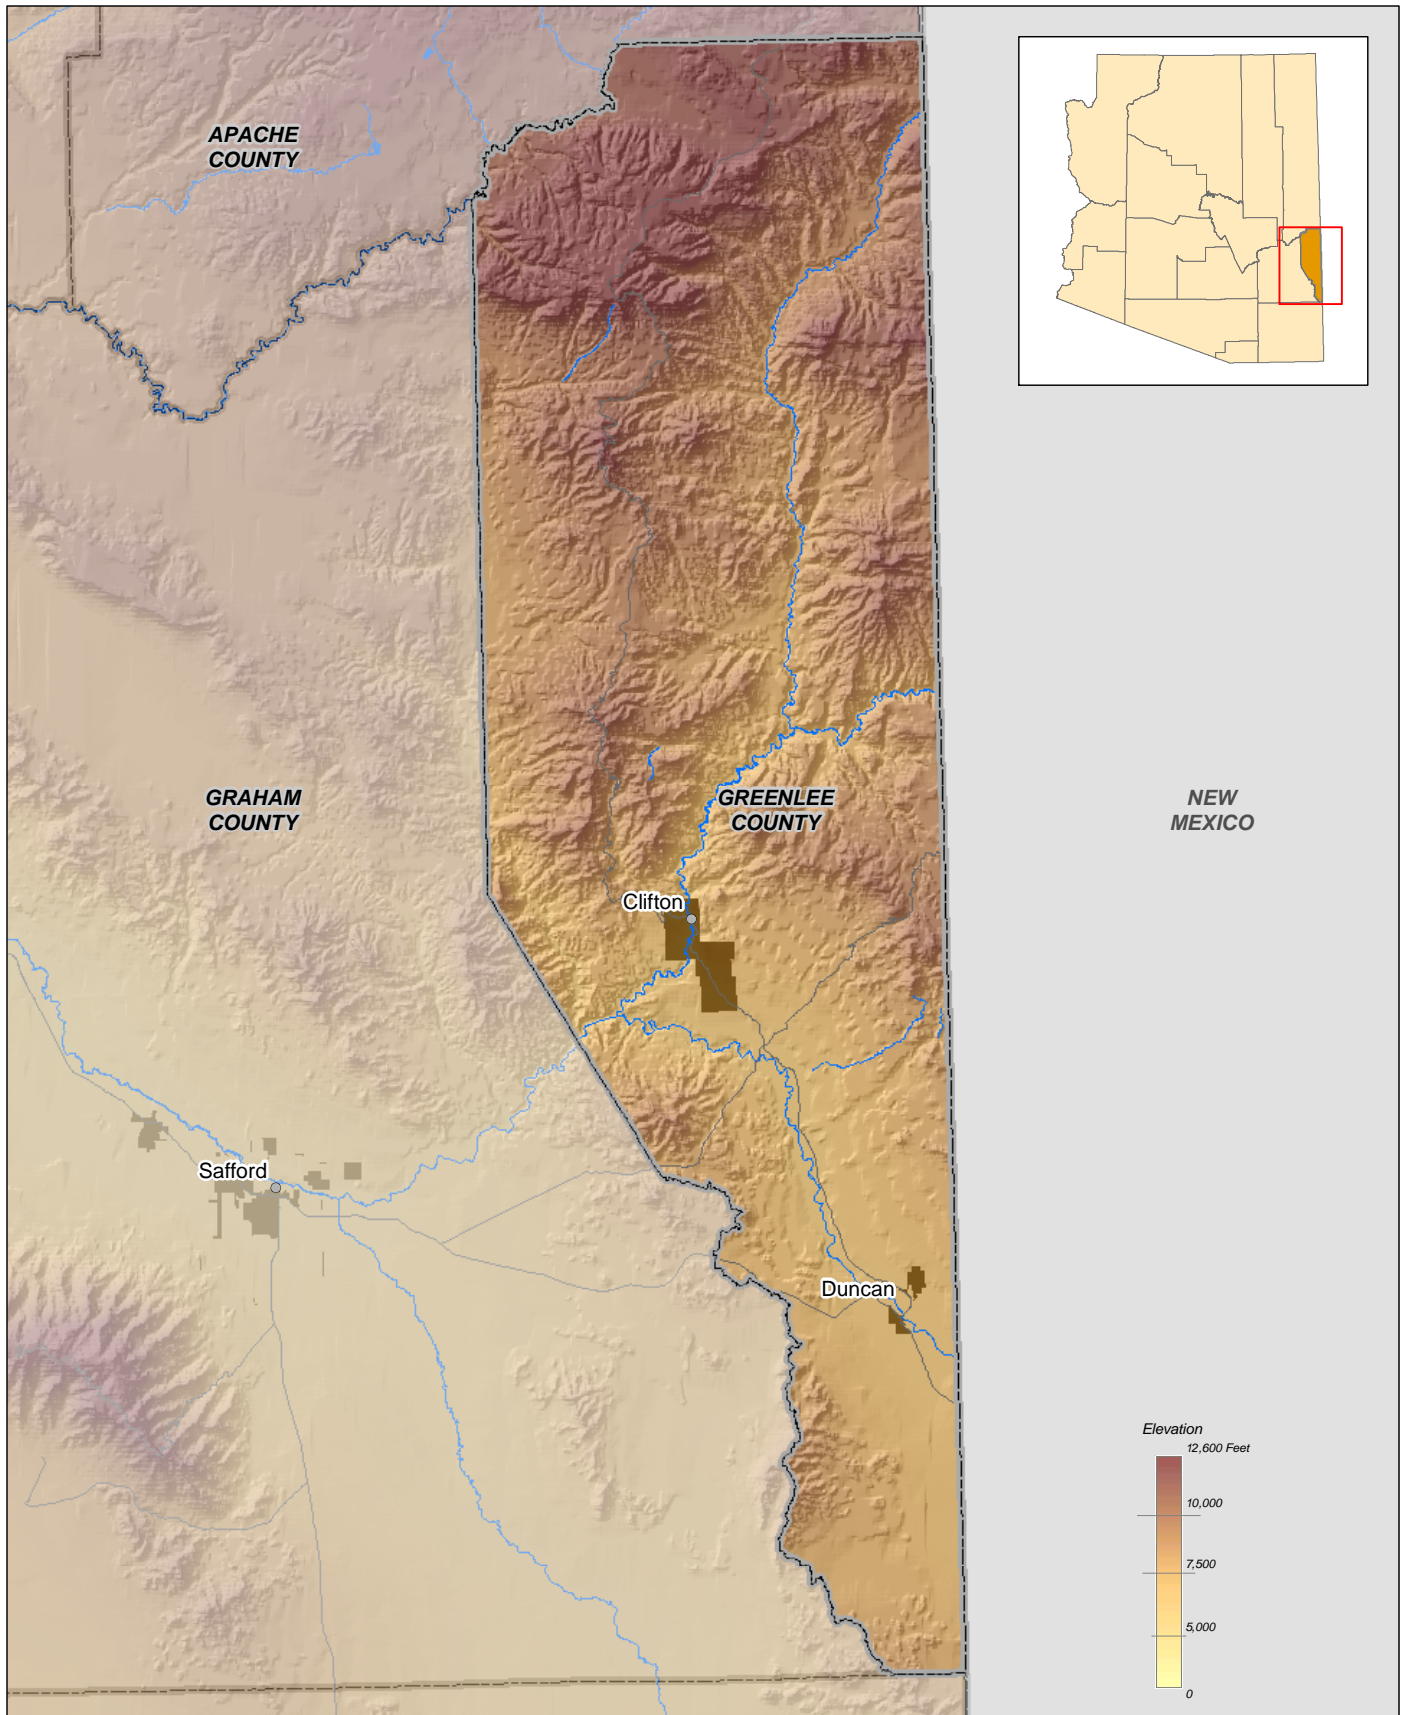 APACHE
COUNTY
GRAHAM
COUNTY
GREENLEE
COUNTY
NEW
MEXICO
Clifton
Safford
Duncan
Elevation
12,600 Feet
10,000
7,500
5,000
0